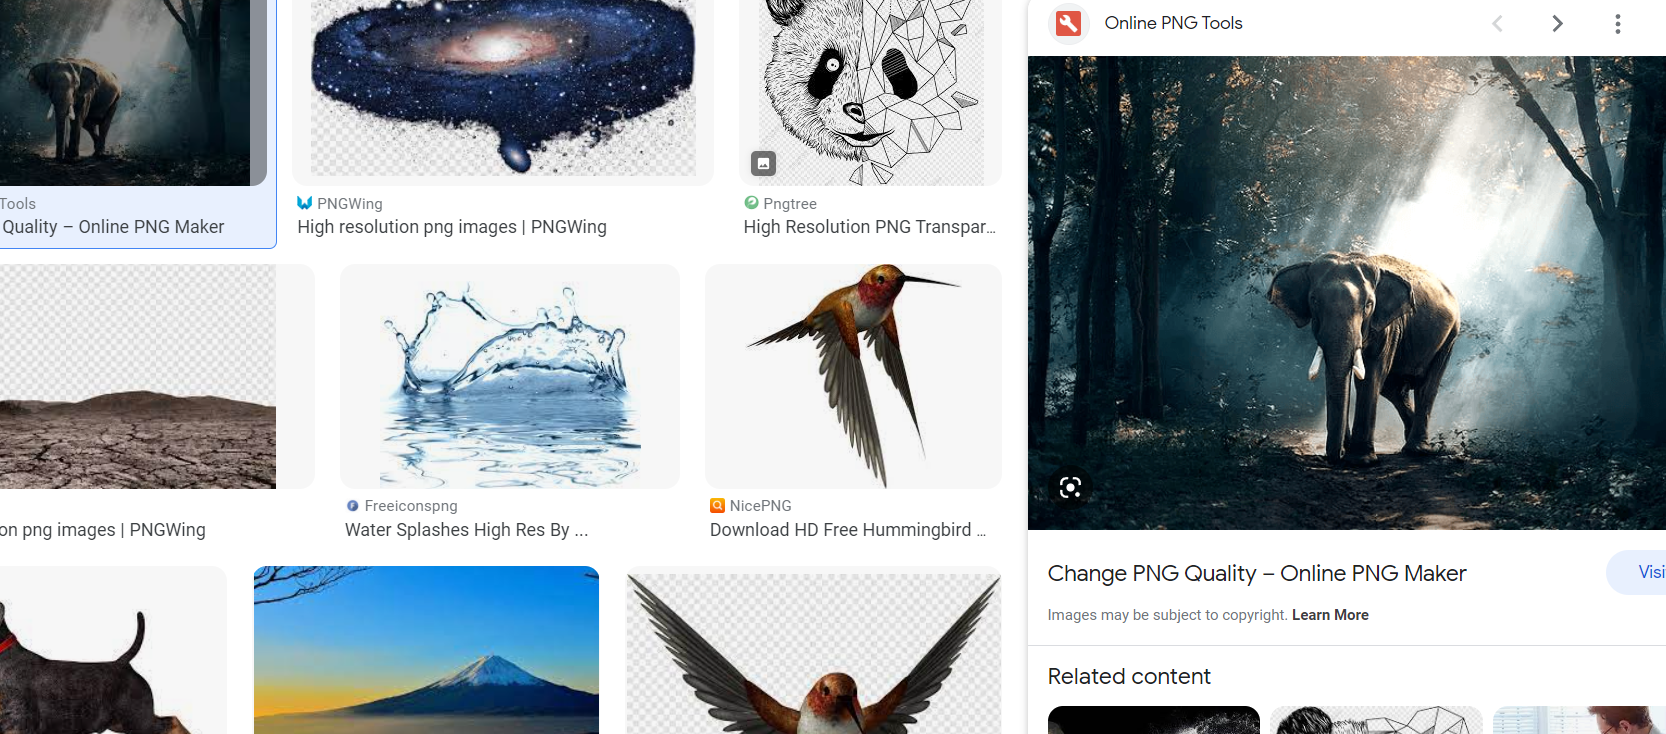 Tools
Quality – Online PNG Maker
PNGWing
High resolution png images | PNGWing
Pngtree
High Resolution PNG Transpar...
on png images | PNGWing
Freeiconspng
Water Splashes High Res By ...
NicePNG
Download HD Free Hummingbird ...
Online PNG Tools
Change PNG Quality – Online PNG Maker
Visi
Images may be subject to copyright. Learn More
Related content